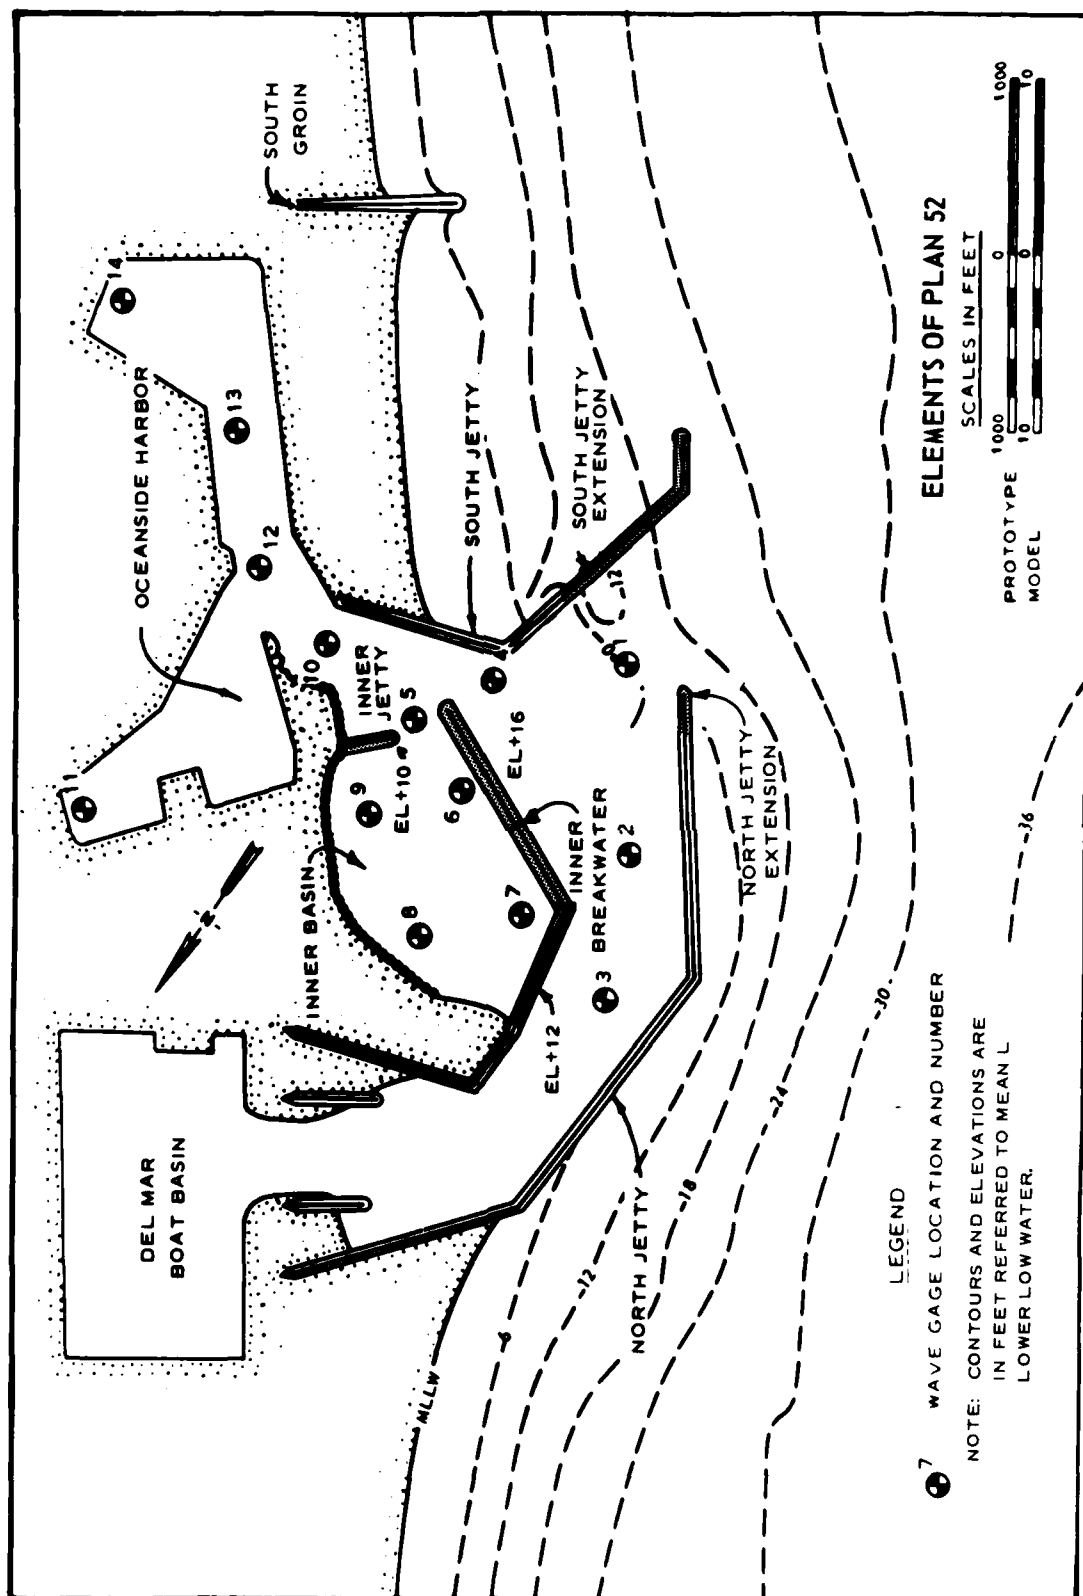 SOUTH
GROIN
14
OCEANSIDE HARBOR
13
12
11
SOUTH JETTY
SOUTH JETTY
EXTENSION
-12
10
INNER
JETTY
5
EL+10
EL+16
9
6
1
INNER BASIN
8
7
INNER
BREAKWATER
2
3
EL+12
NORTH JETTY
EXTENSION
N
DEL MAR
BOAT BASIN
NORTH JETTY
MLLW
-6
-12
-18
-24
-30
-36
ELEMENTS OF PLAN 52
SCALES IN FEET
PROTOTYPE 1000 0 1000
MODEL 10 0 10
LEGEND
7 WAVE GAGE LOCATION AND NUMBER
NOTE: CONTOURS AND ELEVATIONS ARE
IN FEET REFERRED TO MEAN L
LOWER LOW WATER.